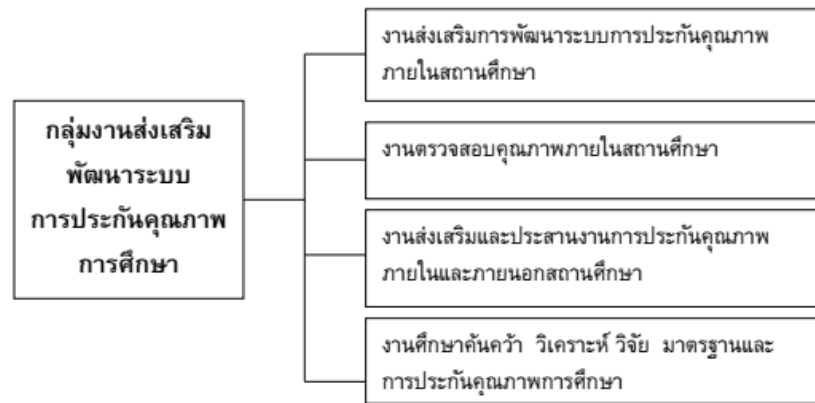 กลุ่มงานส่งเสริม
พัฒนาระบบ
การประกันคุณภาพ
การศึกษา
งานส่งเสริมการพัฒนาระบบการประกันคุณภาพ
ภายในสถานศึกษา
งานตรวจสอบคุณภาพภายในสถานศึกษา
งานส่งเสริมและประสานงานการประกันคุณภาพ
ภายในและภายนอกสถานศึกษา
งานศึกษาค้นคว้า วิเคราะห์ วิจัย มาตรฐานและ
การประกันคุณภาพการศึกษา